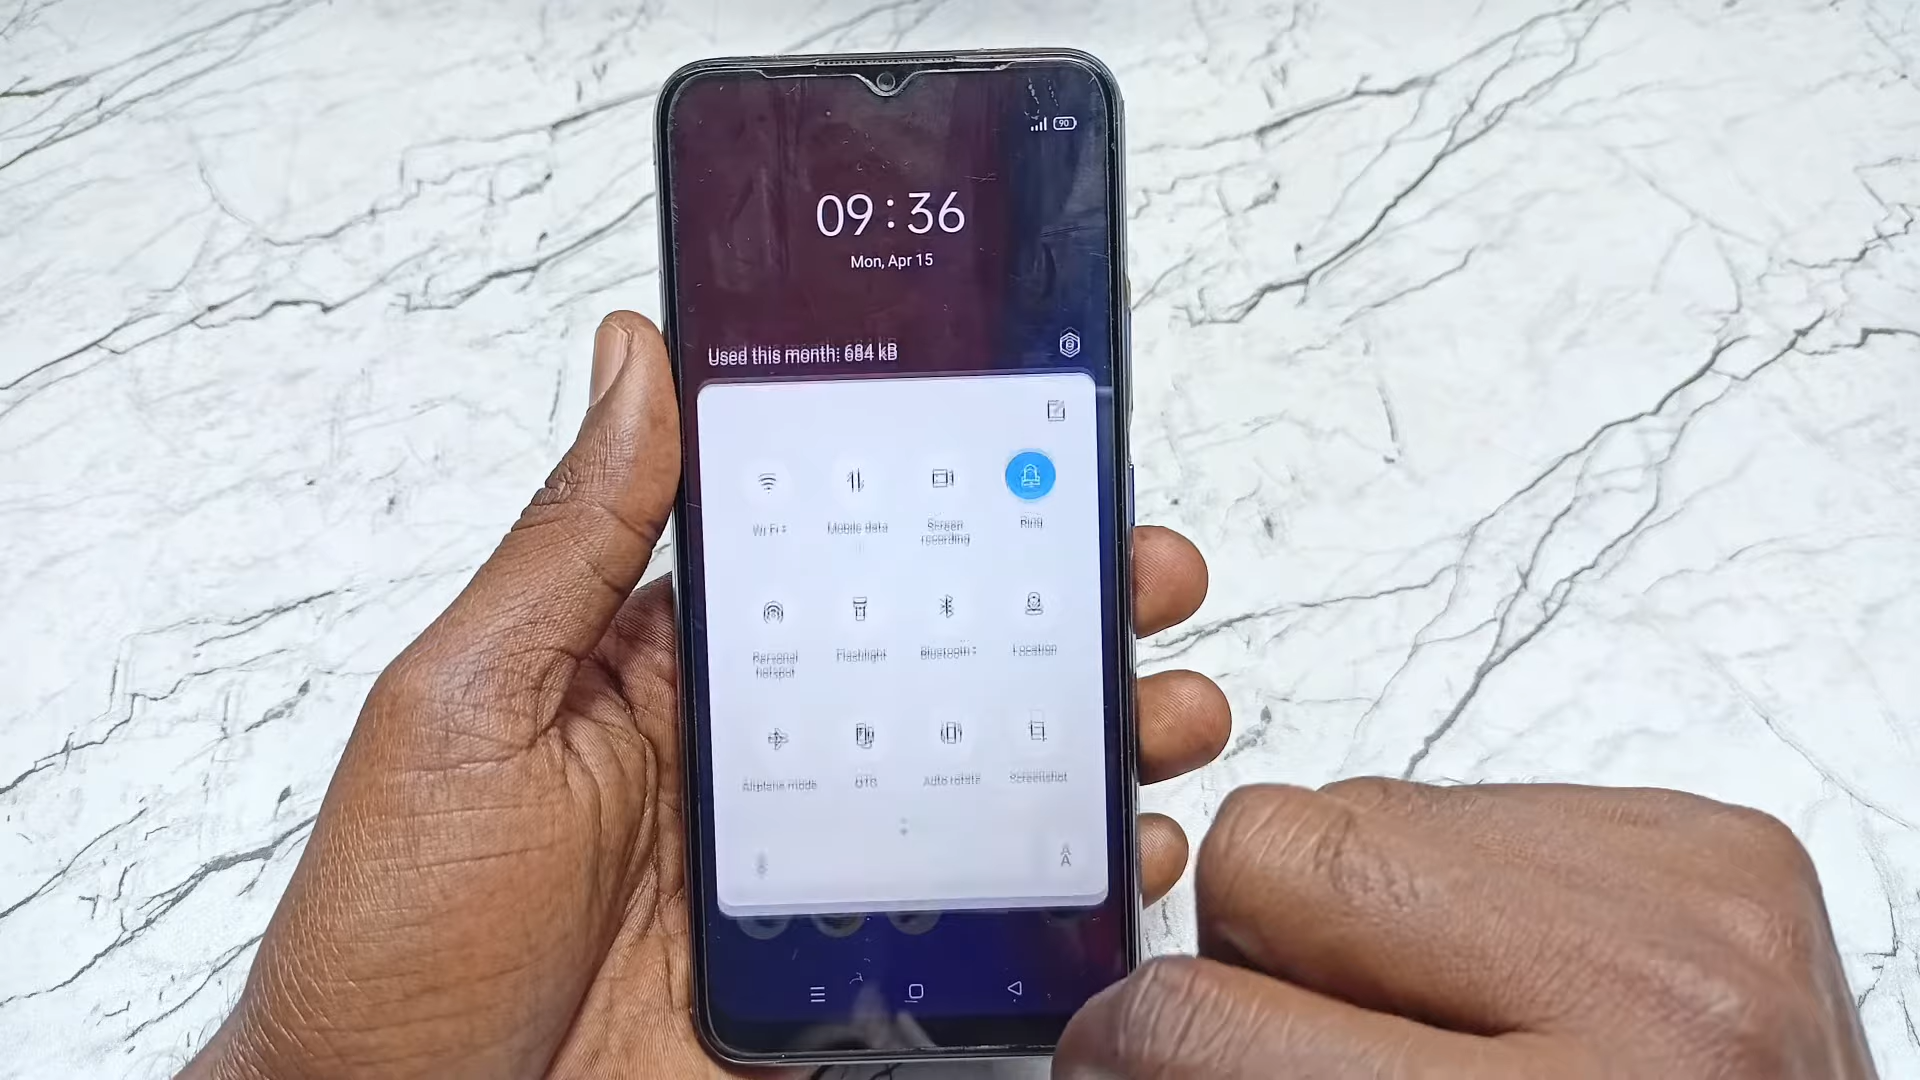 90
09:36
Mon, Apr 15
Used this month: 684 kB
Wi-Fi
Mobile data
Screen
recording
Ring
Personal
hotspot
Flashlight
Bluetooth
Location
Airplane mode
OTG
Auto rotate
Screenshot
A